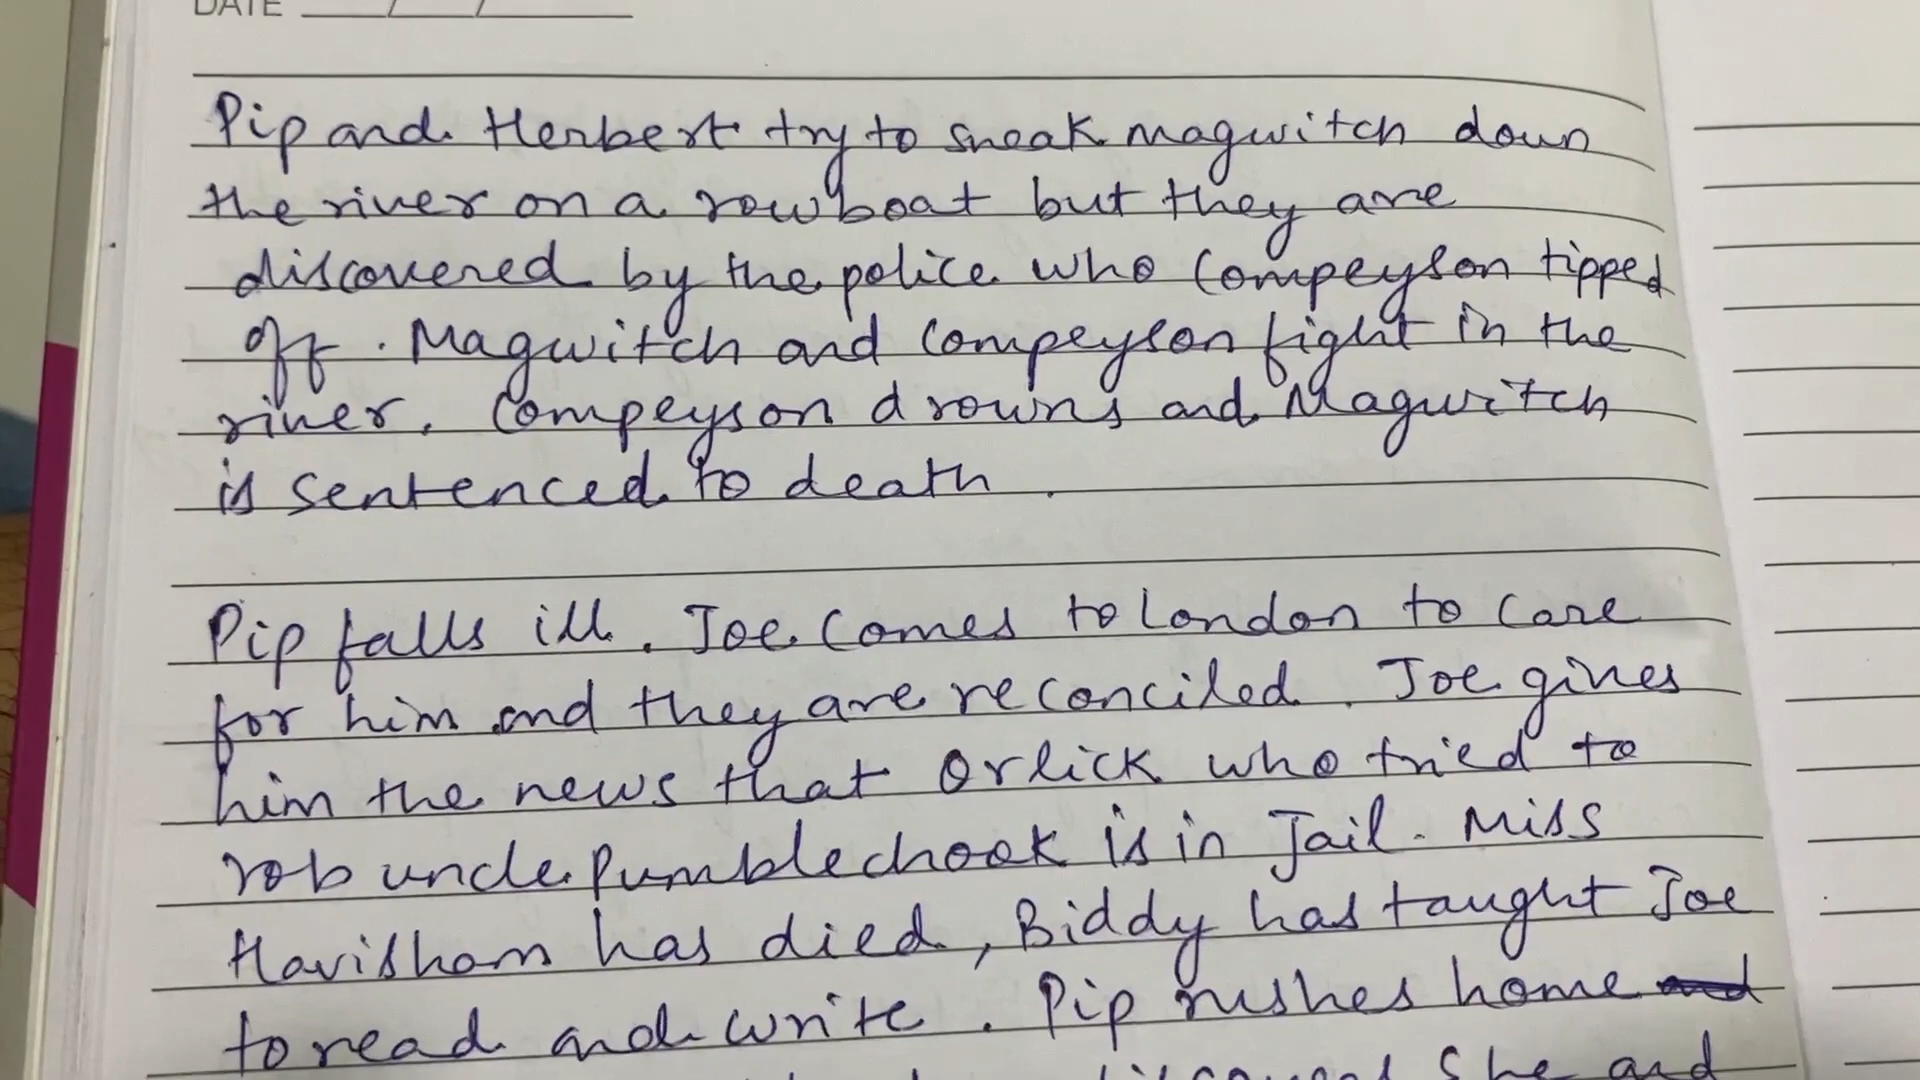 DATE
Pip and Herbert try to sneak magwitch down
the river on a rowboat but they are
discovered by the police who Compeyson tipped
off. Magwitch and Compeyson fight in the
river. Compeyson drowns and Magwitch
is sentenced to death.
Pip falls ill. Joe comes to London to care
for him and they are reconciled. Joe gives
him the news that Orlick who tried to
rob uncle Pumblechook is in Jail. Miss
Havisham has died, Biddy has taught Joe
to read and write. Pip rushes home
she and